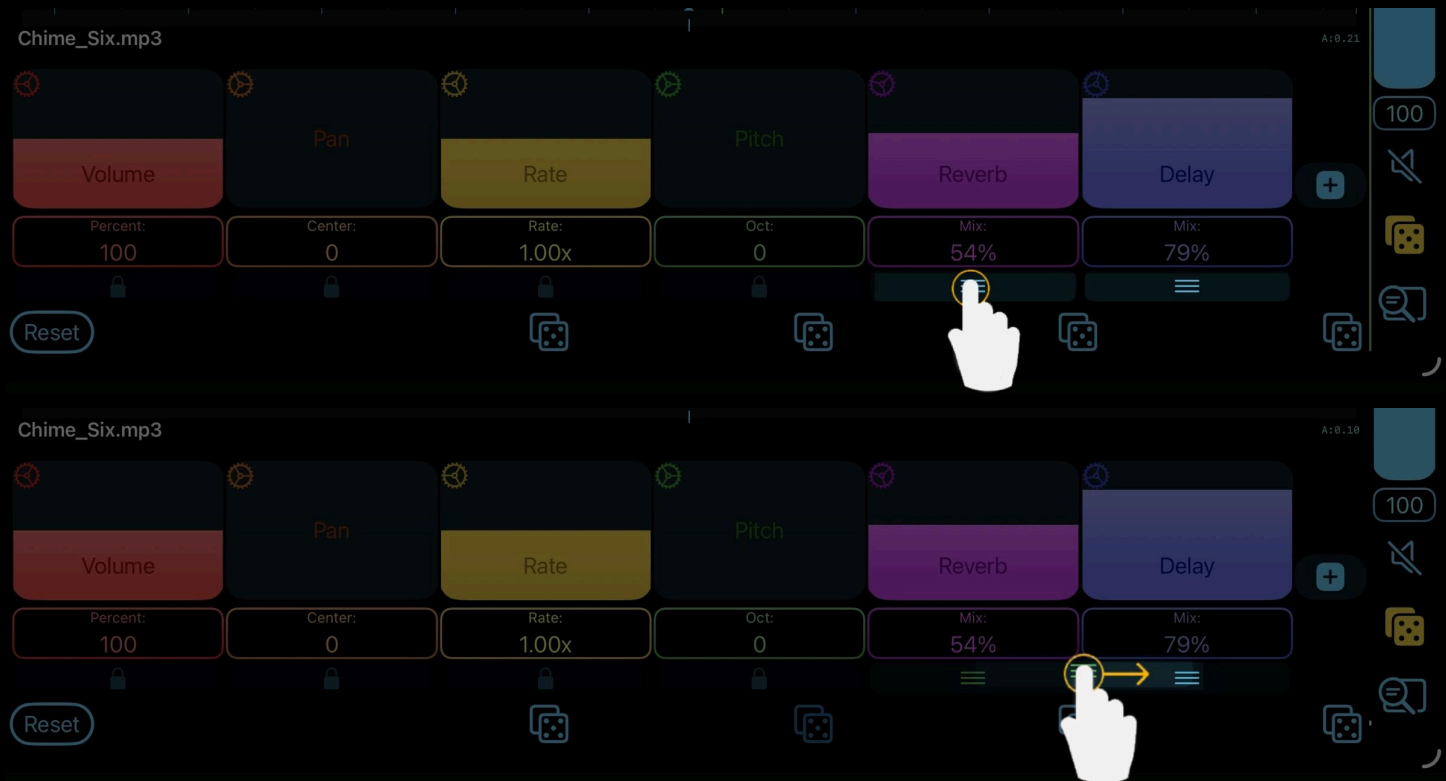 Chime_Six.mp3
A:0.21
Volume
Pan
Rate
Pitch
Reverb
Delay
100
Percent:
100
Center:
0
Rate:
1.00x
Oct:
0
Mix:
54%
Mix:
79%
Reset
Chime_Six.mp3
A:0.10
Volume
Pan
Rate
Pitch
Reverb
Delay
100
Percent:
100
Center:
0
Rate:
1.00x
Oct:
0
Mix:
54%
Mix:
79%
Reset